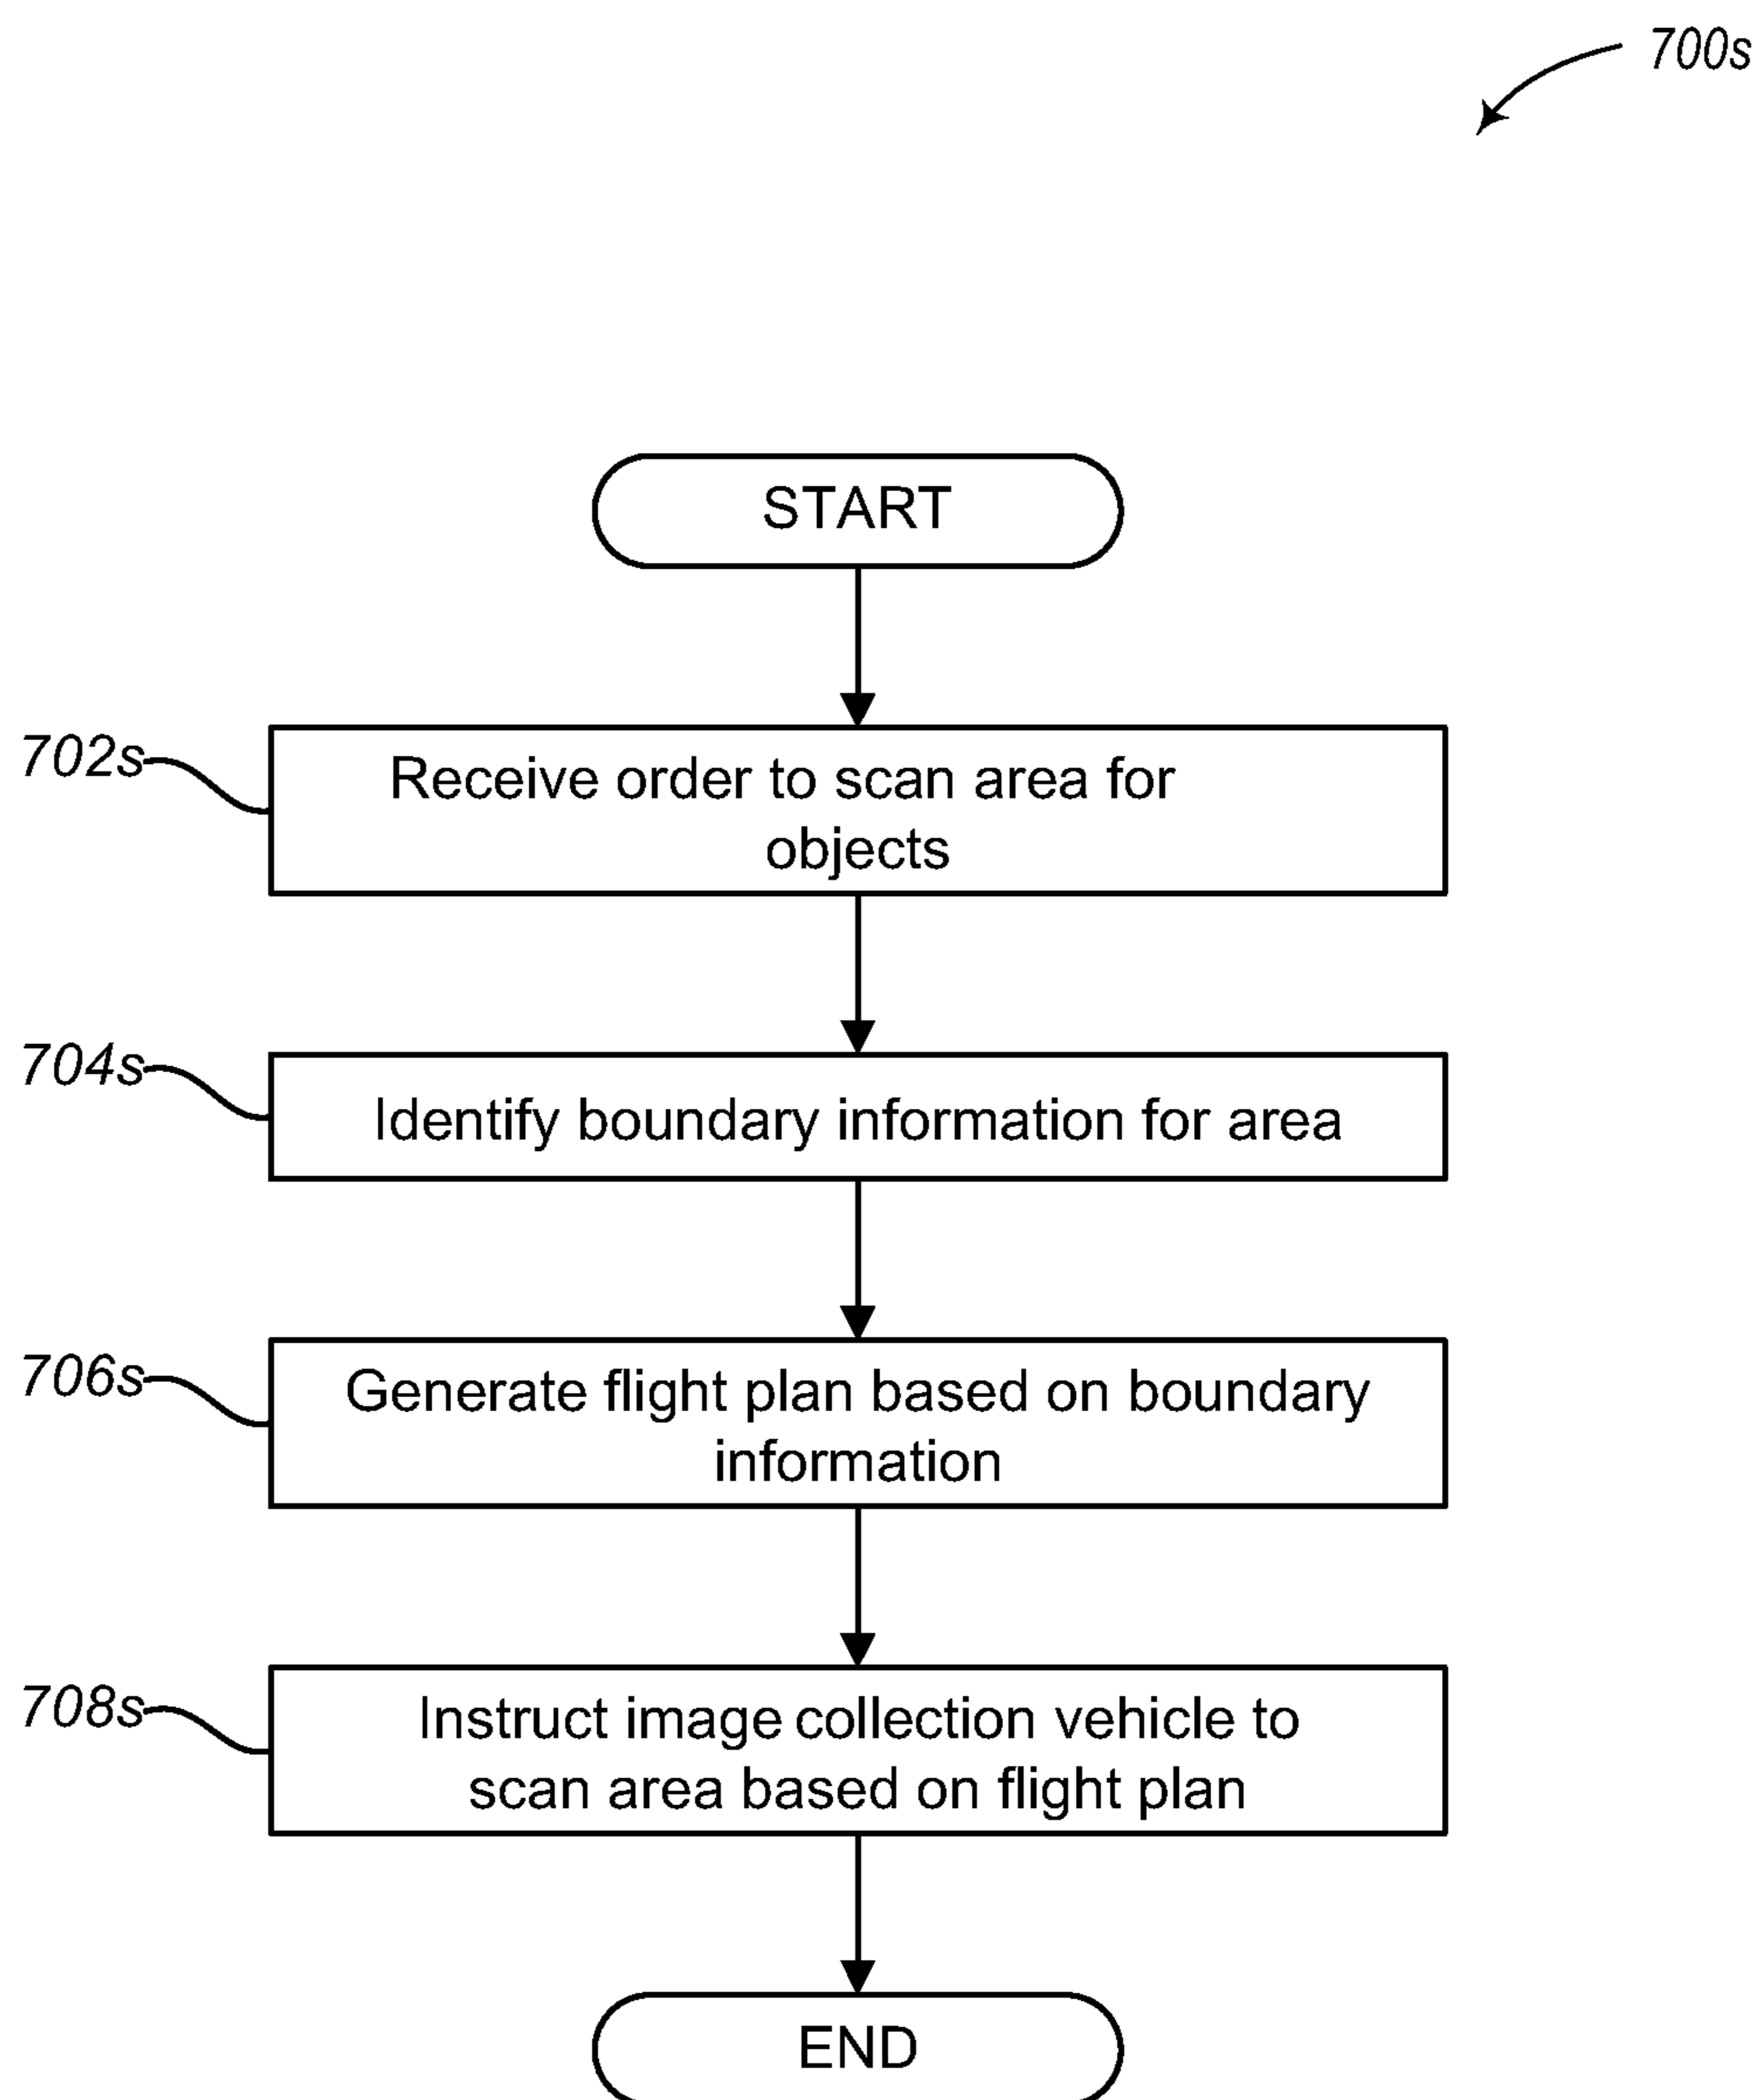 700s
START
702s
Receive order to scan area for
objects
704s
Identify boundary information for area
706s
Generate flight plan based on boundary
information
708s
Instruct image collection vehicle to
scan area based on flight plan
END